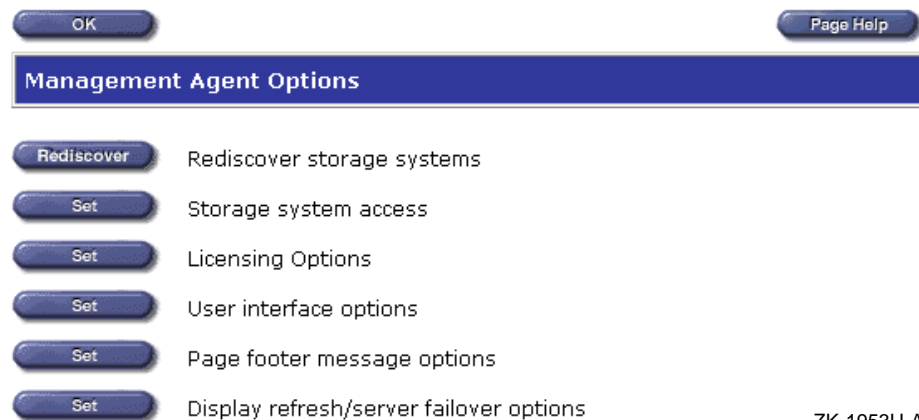 OK Page Help
Management Agent Options
Rediscover Rediscover storage systems
Set Storage system access
Set Licensing Options
Set User interface options
Set Page footer message options
Set Display refresh/server failover options